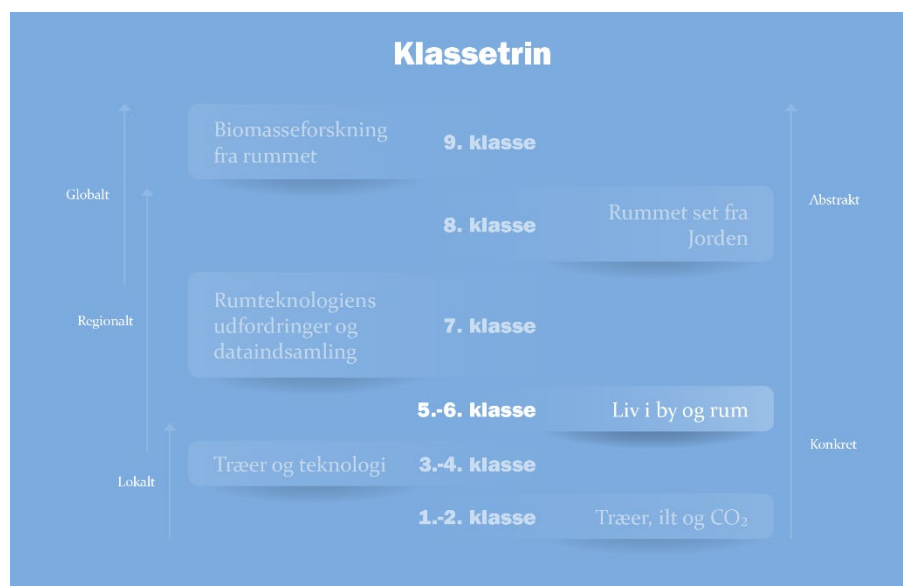 Klassetrin
Biomasseforskning
fra rummet
9. klasse
Globalt
8. klasse
Rummet set fra
Jorden
Abstrakt
Regionalt
Rumteknologiens
udfordringer og
dataindsamling
7. klasse
5.-6. klasse
Liv i by og rum
Konkret
Lokalt
Træer og teknologi
3.-4. klasse
1.-2. klasse
Træer, ilt og CO₂